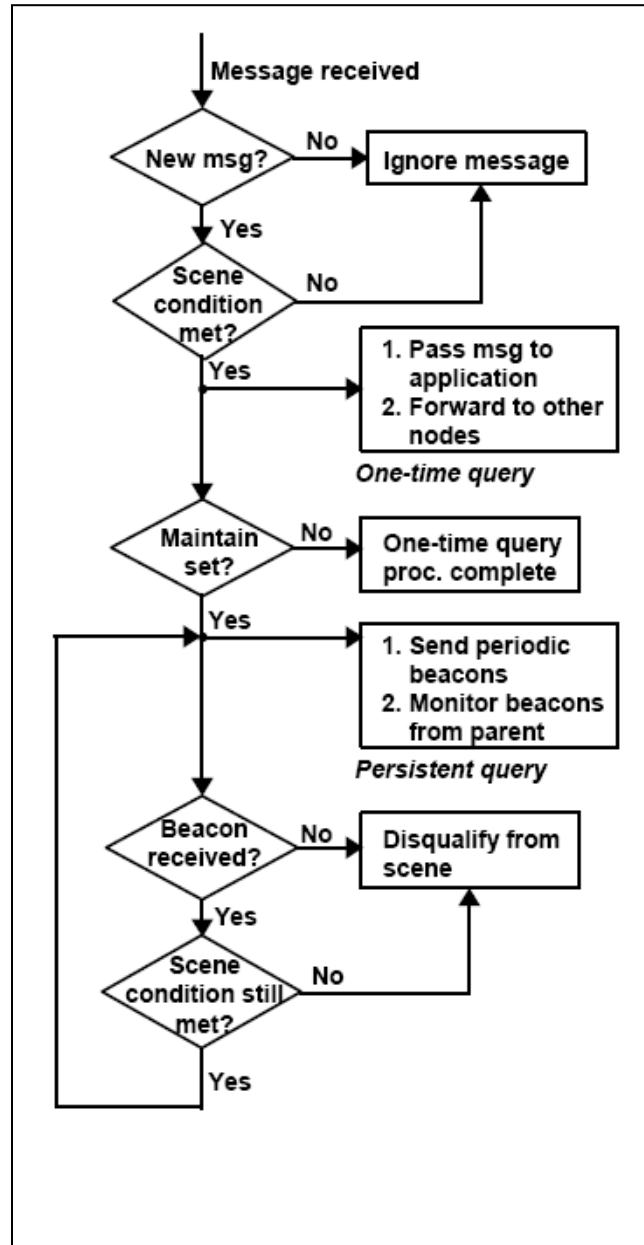 Message received
New msg?
No
Ignore message
Yes
Scene
condition
met?
No
Yes
1. Pass msg to
application
2. Forward to other
nodes
One-time query
Maintain
set?
No
One-time query
proc. complete
Yes
1. Send periodic
beacons
2. Monitor beacons
from parent
Persistent query
Beacon
received?
No
Disqualify from
scene
Yes
Scene
condition still
met?
No
Yes